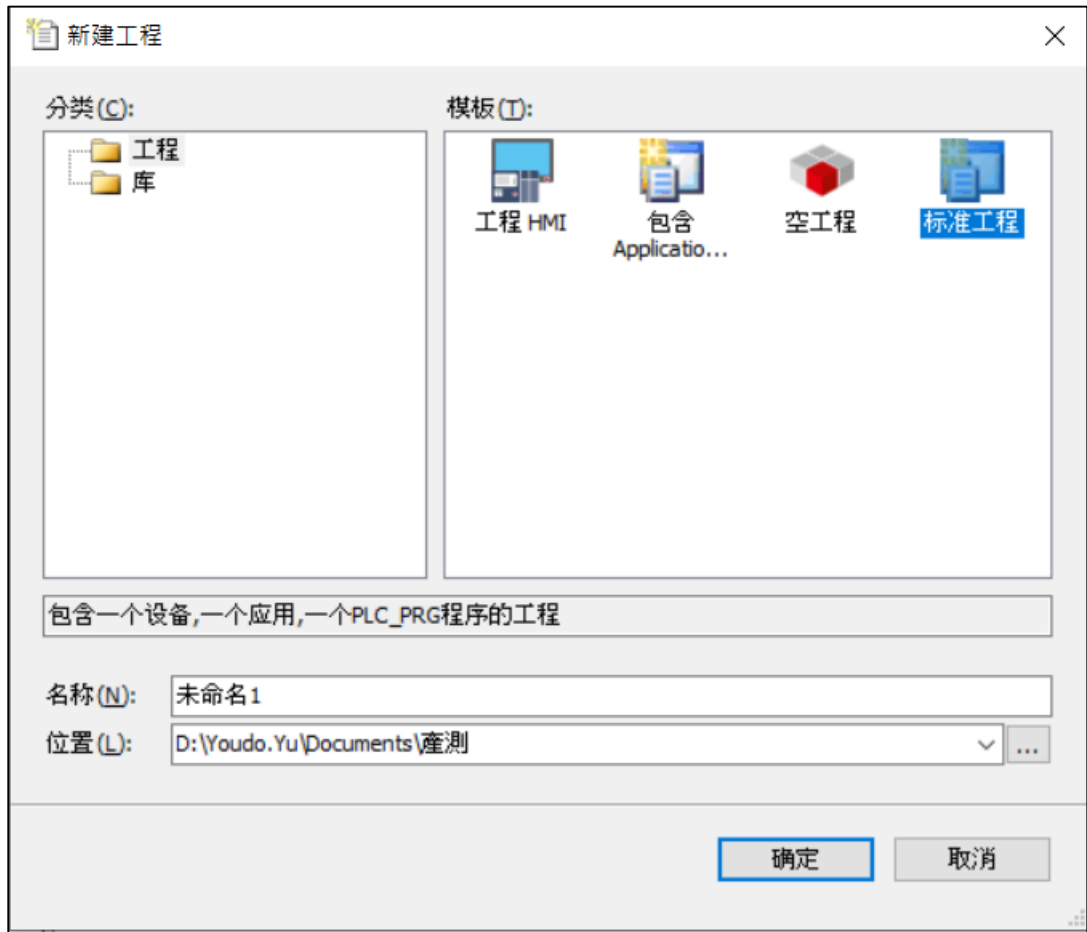 新建工程
分类(C):
模板(T):
工程
库
工程 HMI
包含
Applicatio...
空工程
标准工程
包含一个设备,一个应用,一个PLC_PRG程序的工程
名称(N):
未命名1
位置(L):
D:\Youdo.Yu\Documents\產測
...
确定
取消